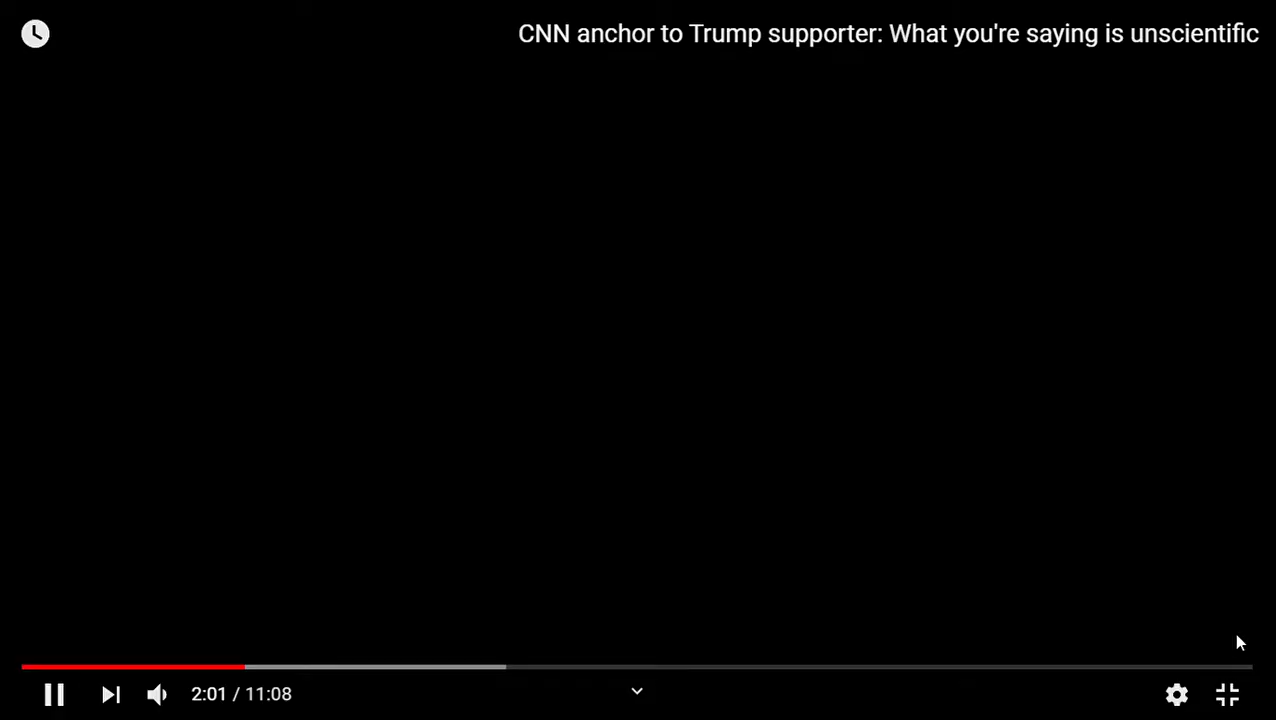 CNN anchor to Trump supporter: What you're saying is unscientific
2:01 / 11:08